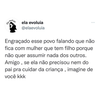 ela evoluiu
@elaevoluiu
Engraçado esse povo falando que não
fica com mulher que tem filho porque
não quer assumir nada dos outros.
Amigo , se ela não precisou nem do
pai pra cuidar da criança , imagine de
você kkk